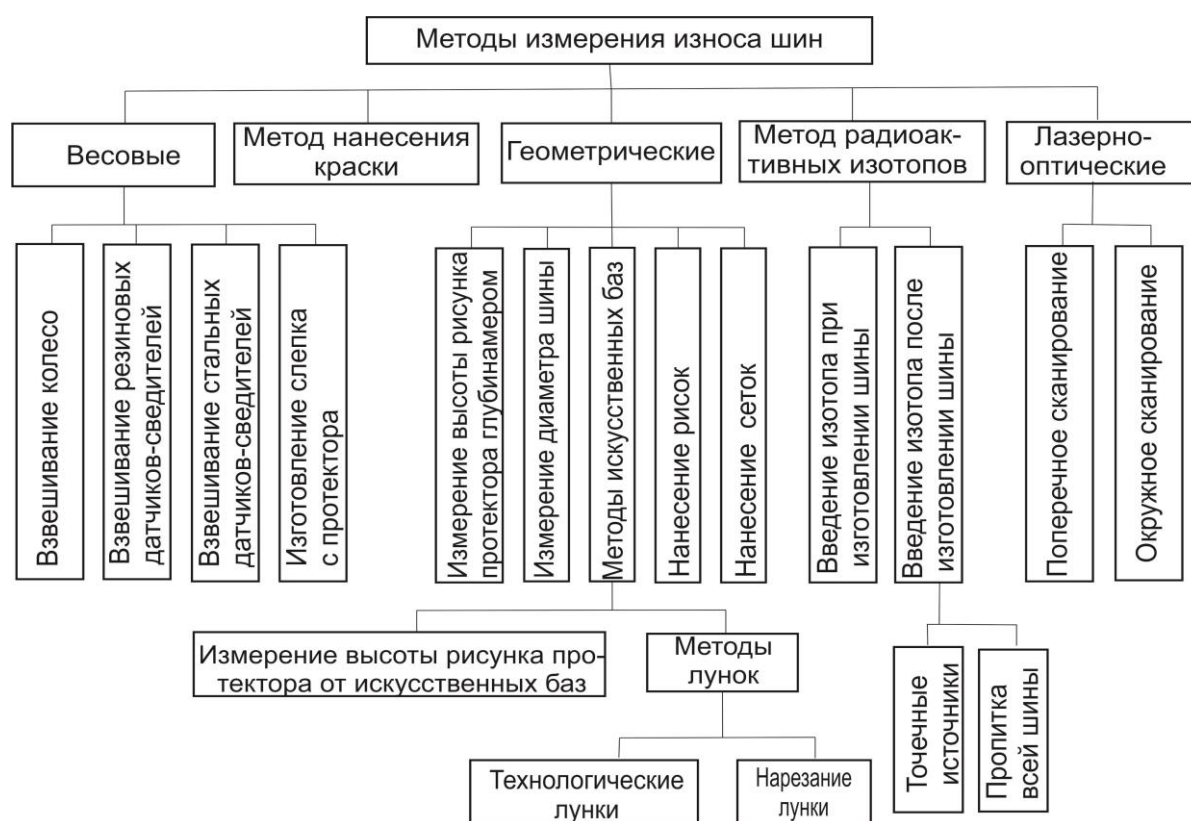 Методы измерения износа шин
Весовые
Метод нанесения
краски
Геометрические
Метод радиоак-
тивных изотопов
Лазерно-
оптические
Взвешивание колесо
Взвешивание резиновых
датчиков-сведителей
Взвешивание стальных
датчиков-сведителей
Изготовление слепка
с протектора
Измерение высоты рисунка
протектора глубинамером
Измерение диаметра шины
Методы искусственных баз
Нанесение рисок
Нанесение сеток
Введение изотопа при
изготовлении шины
Введение изотопа после
изготовлении шины
Поперечное сканирование
Окружное сканирование
Измерение высоты рисунка про-
тектора от искусственных баз
Методы
лунок
Точечные
источники
Пропитка
всей шины
Технологические
лунки
Нарезание
лунки